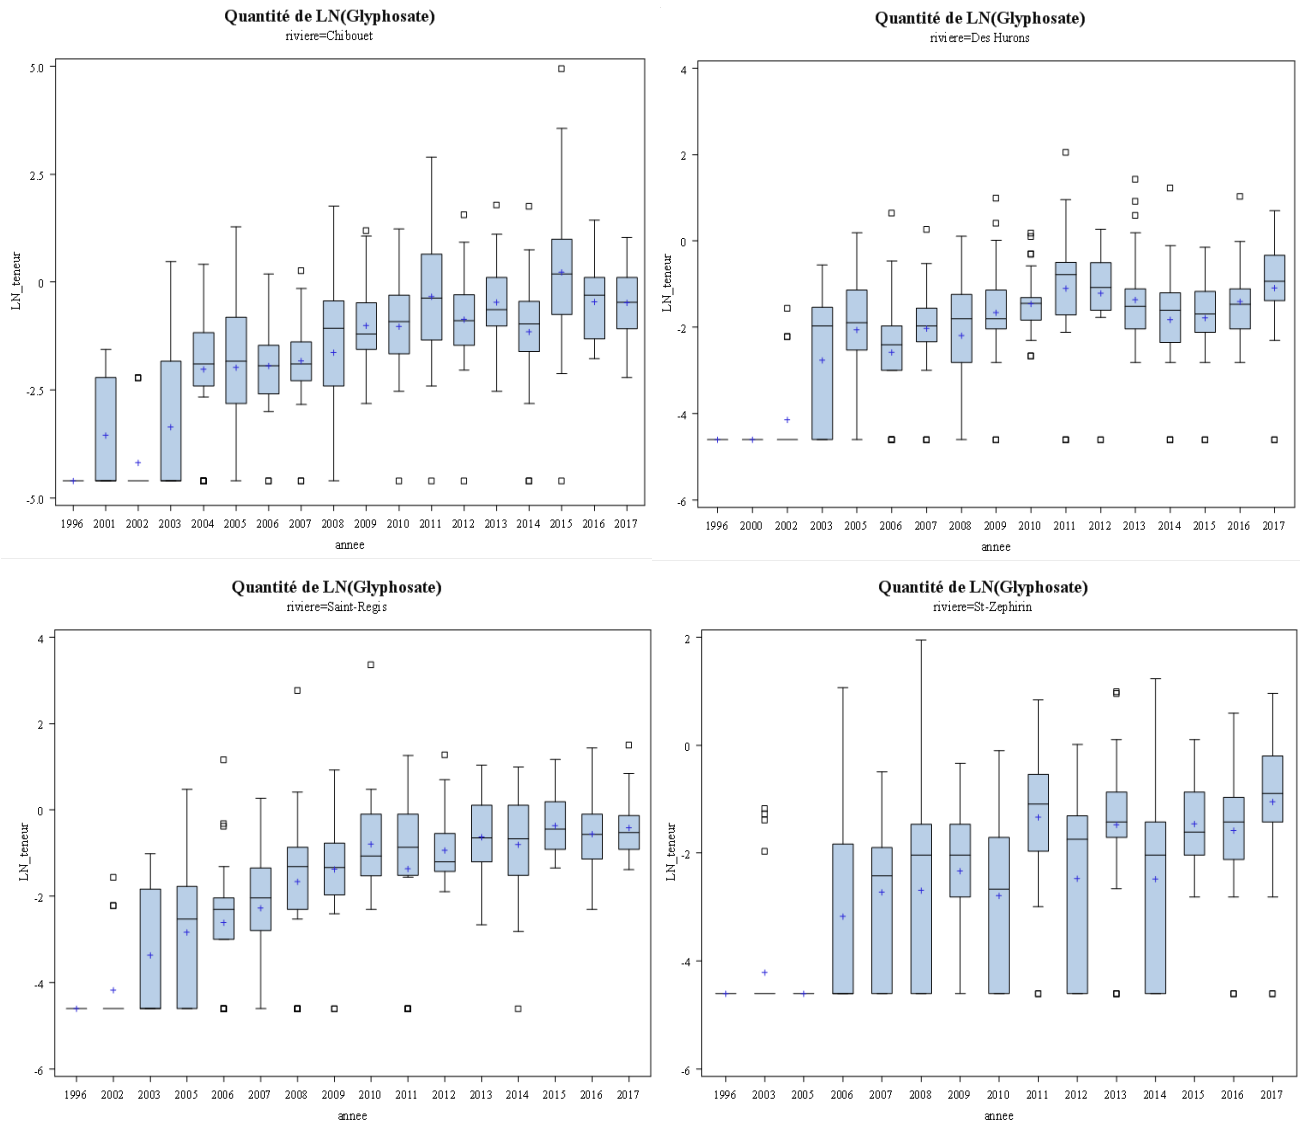 Quantité de LN(Glyphosate)
riviere=Chibouet
5.0
2.5
0
-2.5
-5.0
LN_teneur
1996 2001 2002 2003 2004 2005 2006 2007 2008 2009 2010 2011 2012 2013 2014 2015 2016 2017
annee
Quantité de LN(Glyphosate)
riviere=Des Hurons
4
2
0
-2
-4
-6
LN_teneur
1996 2000 2002 2003 2005 2006 2007 2008 2009 2010 2011 2012 2013 2014 2015 2016 2017
annee
Quantité de LN(Glyphosate)
riviere=Saint-Regis
4
2
0
-2
-4
-6
LN_teneur
1996 2002 2003 2005 2006 2007 2008 2009 2010 2011 2012 2013 2014 2015 2016 2017
annee
Quantité de LN(Glyphosate)
riviere=St-Zephirin
2
0
-2
-4
-6
LN_teneur
1996 2003 2005 2006 2007 2008 2009 2010 2011 2012 2013 2014 2015 2016 2017
annee